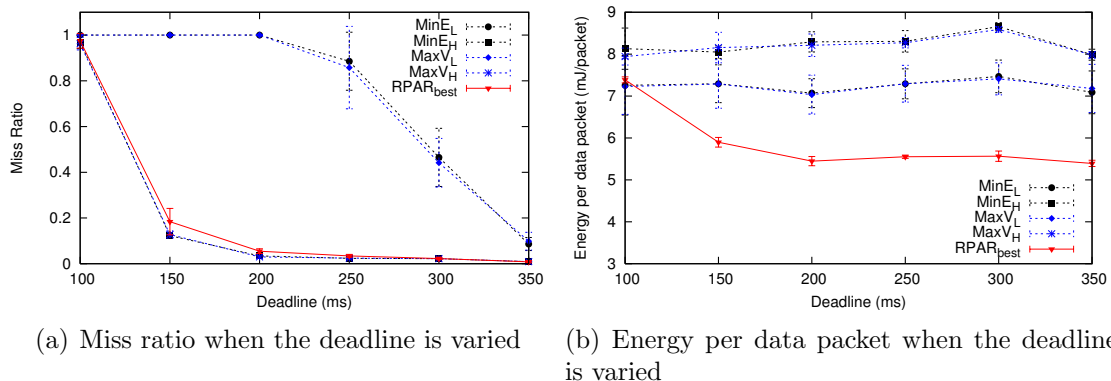 1
0.8
0.6
0.4
0.2
0
Miss Ratio
100 150 200 250 300 350
Deadline (ms)
MinE_L
MinE_H
MaxV_L
MaxV_H
RPAR_best
(a) Miss ratio when the deadline is varied
9
8
7
6
5
4
3
Energy per data packet (mJ/packet)
100 150 200 250 300 350
Deadline (ms)
MinE_L
MinE_H
MaxV_L
MaxV_H
RPAR_best
(b) Energy per data packet when the deadline
is varied